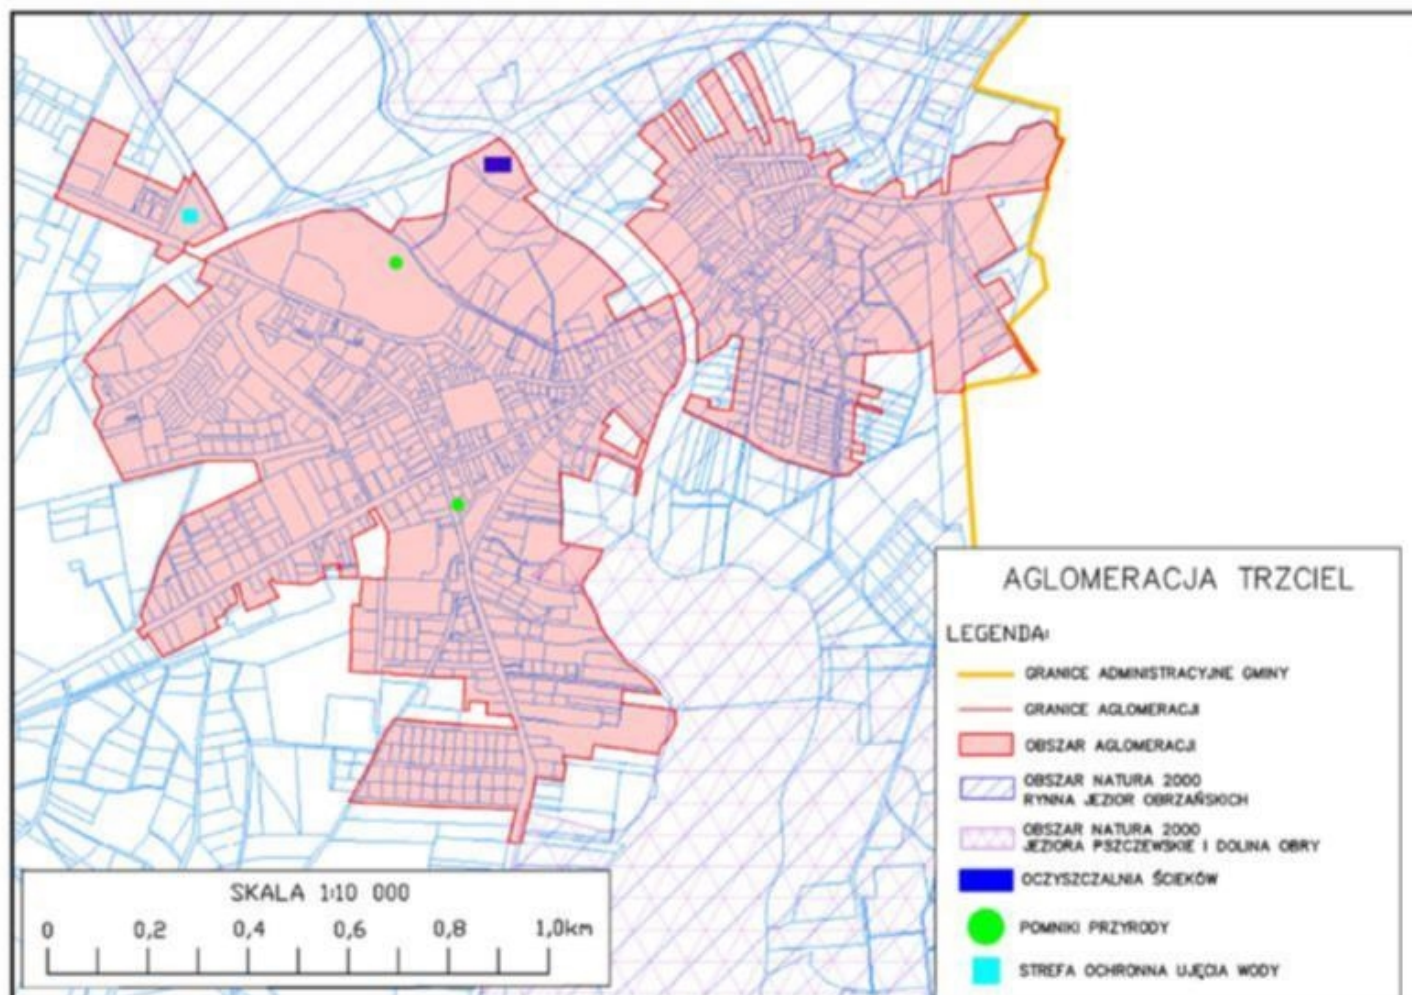 AGLOMERACJA TRZCIEL
LEGENDA:
GRANICE ADMINISTRACYJNE GMINY
GRANICE AGLOMERACJI
OBSZAR AGLOMERACJI
OBSZAR NATURA 2000
RYNNA JEZIOR OBRZAŃSKICH
OBSZAR NATURA 2000
JEZIORA PSZCZEWSKIE I DOLINA OBRY
OCZYSZCZALNIA ŚCIEKÓW
POMNIKI PRZYRODY
STREFA OCHRONNA UJĘCIA WODY
SKALA 1:10 000
0 0,2 0,4 0,6 0,8 1,0km